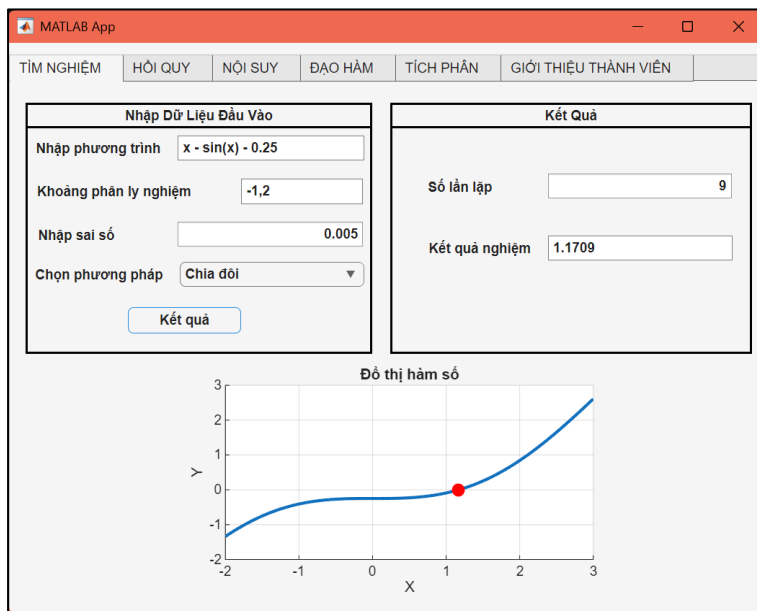 MATLAB App
TÌM NGHIỆM HỒI QUY NỘI SUY ĐẠO HÀM TÍCH PHÂN GIỚI THIỆU THÀNH VIÊN
Nhập Dữ Liệu Đầu Vào
Nhập phương trình x - sin(x) - 0.25
Khoảng phân ly nghiệm -1,2
Nhập sai số 0.005
Chọn phương pháp Chia đôi
Kết quả
Kết Quả
Số lần lặp 9
Kết quả nghiệm 1.1709
Đồ thị hàm số
3
2
1
0
-1
-2
Y
-2 -1 0 1 2 3
X